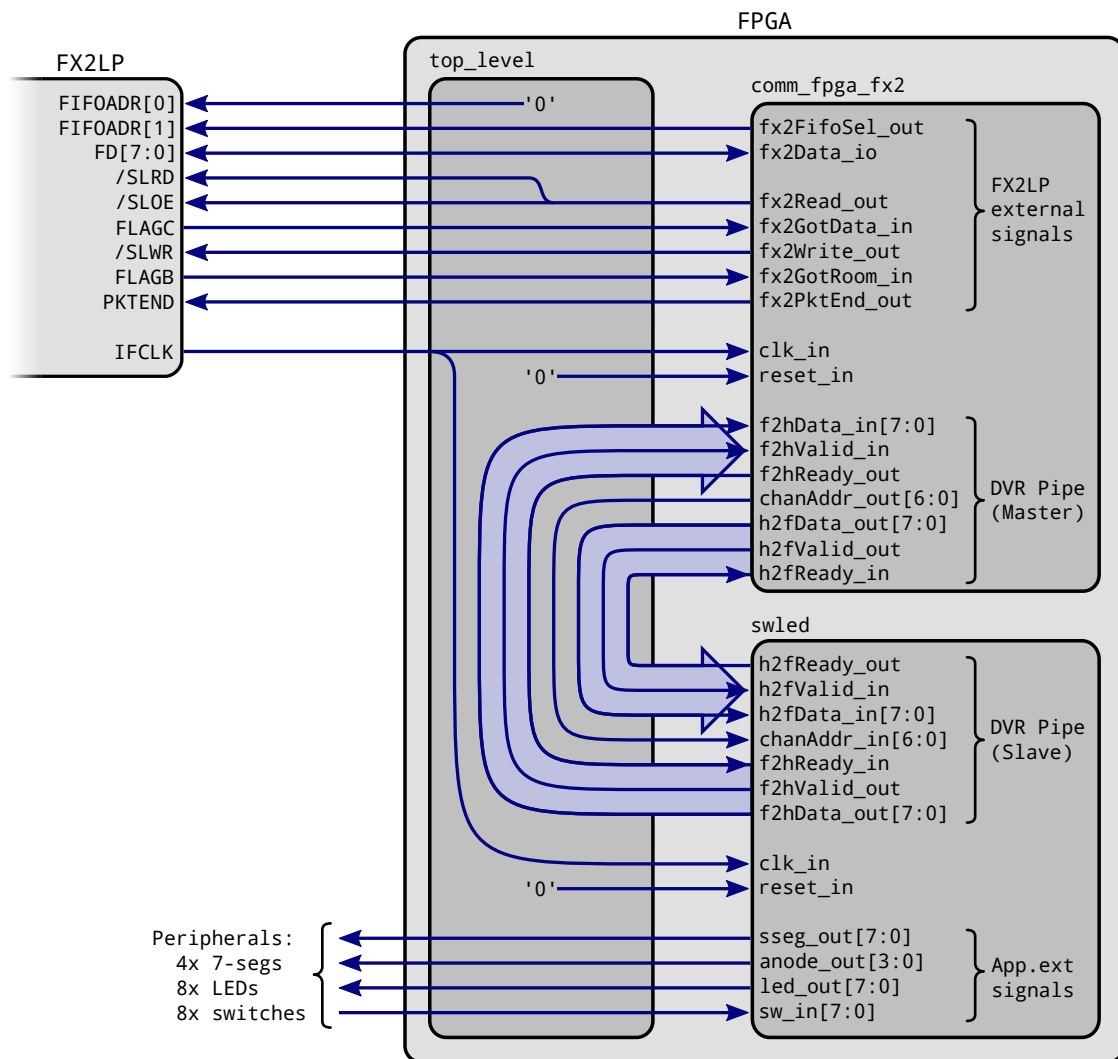 FPGA
FX2LP
top_level
comm_fpga_fx2
FIFOADR[0]
'0'
FIFOADR[1]
fx2FifoSel_out
FD[7:0]
fx2Data_io
/SLRD
/SLOE
fx2Read_out
FLAGC
fx2GotData_in
/SLWR
fx2Write_out
FLAGB
fx2GotRoom_in
PKTEND
fx2PktEnd_out
FX2LP
external
signals
IFCLK
clk_in
'0'
reset_in
f2hData_in[7:0]
f2hValid_in
f2hReady_out
chanAddr_out[6:0]
h2fData_out[7:0]
h2fValid_out
h2fReady_in
DVR Pipe
(Master)
swled
h2fReady_out
h2fValid_in
h2fData_in[7:0]
chanAddr_in[6:0]
f2hReady_in
f2hValid_out
f2hData_out[7:0]
DVR Pipe
(Slave)
clk_in
'0'
reset_in
Peripherals:
4x 7-segs
8x LEDs
8x switches
sseg_out[7:0]
anode_out[3:0]
led_out[7:0]
sw_in[7:0]
App.ext
signals